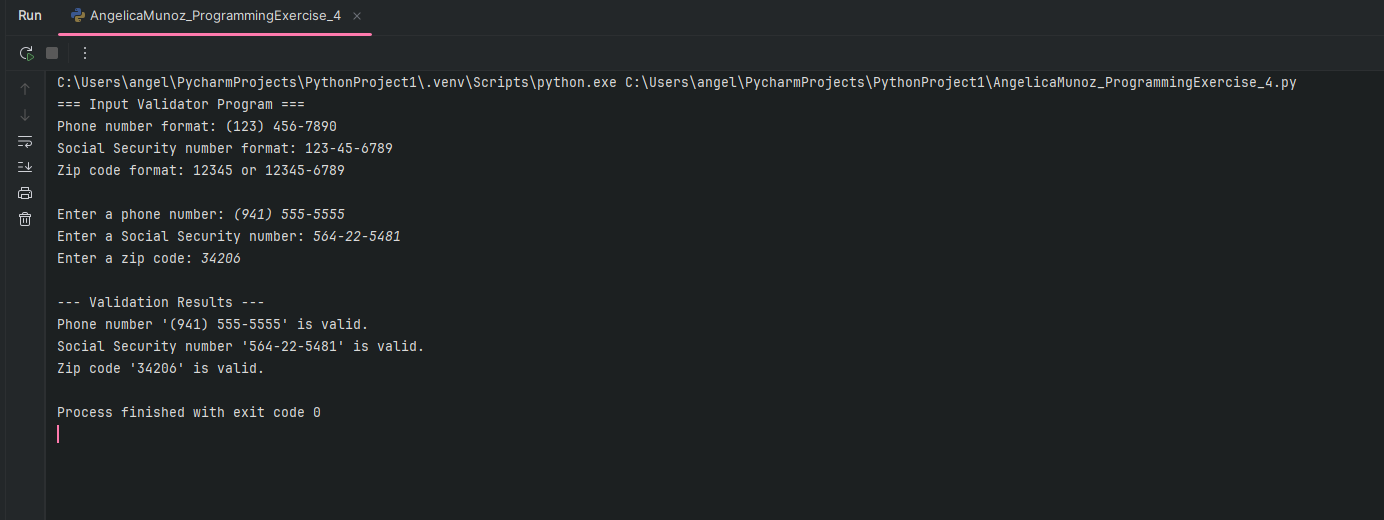 Run AngelicaMunoz_ProgrammingExercise_4
C:\Users\angel\PycharmProjects\PythonProject1\.venv\Scripts\python.exe C:\Users\angel\PycharmProjects\PythonProject1\AngelicaMunoz_ProgrammingExercise_4.py
=== Input Validator Program ===
Phone number format: (123) 456-7890
Social Security number format: 123-45-6789
Zip code format: 12345 or 12345-6789
Enter a phone number: (941) 555-5555
Enter a Social Security number: 564-22-5481
Enter a zip code: 34206
--- Validation Results ---
Phone number '(941) 555-5555' is valid.
Social Security number '564-22-5481' is valid.
Zip code '34206' is valid.
Process finished with exit code 0